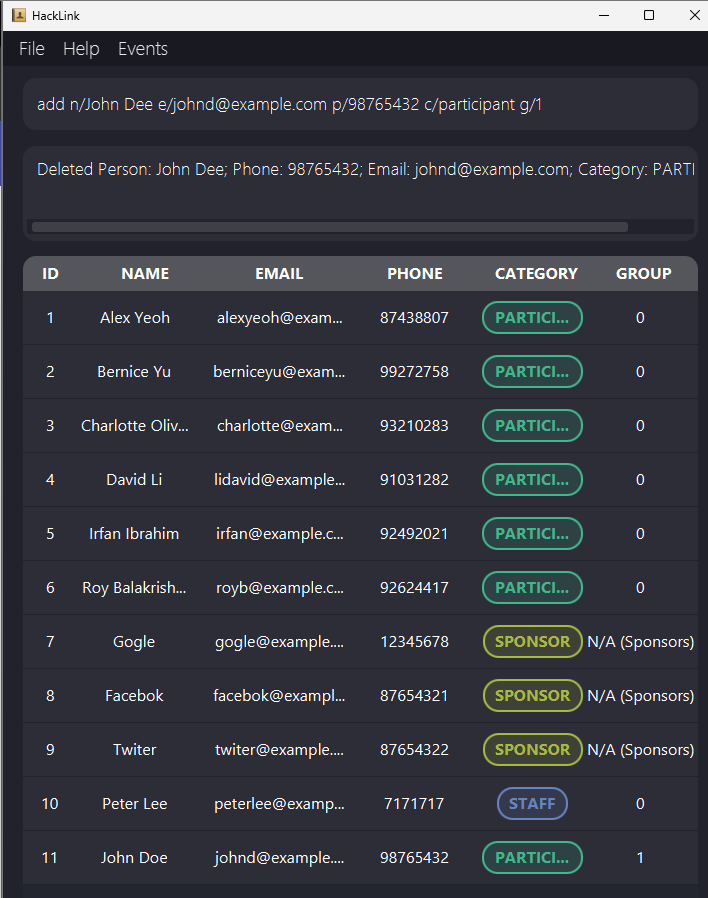 HackLink
File Help Events
add n/John Dee e/johnd@example.com p/98765432 c/participant g/1
Deleted Person: John Dee; Phone: 98765432; Email: johnd@example.com; Category: PARTI
ID NAME EMAIL PHONE CATEGORY GROUP
1 Alex Yeoh alexyeoh@exam... 87438807 PARTICI... 0
2 Bernice Yu berniceyu@exam... 99272758 PARTICI... 0
3 Charlotte Oliv... charlotte@exam... 93210283 PARTICI... 0
4 David Li lidavid@example... 91031282 PARTICI... 0
5 Irfan Ibrahim irfan@example.c... 92492021 PARTICI... 0
6 Roy Balakrish... royb@example.c... 92624417 PARTICI... 0
7 Gogle gogle@example.... 12345678 SPONSOR N/A (Sponsors)
8 Facebok facebok@exampl... 87654321 SPONSOR N/A (Sponsors)
9 Twiter twiter@example.... 87654322 SPONSOR N/A (Sponsors)
10 Peter Lee peterlee@examp... 7171717 STAFF 0
11 John Doe johnd@example.... 98765432 PARTICI... 1